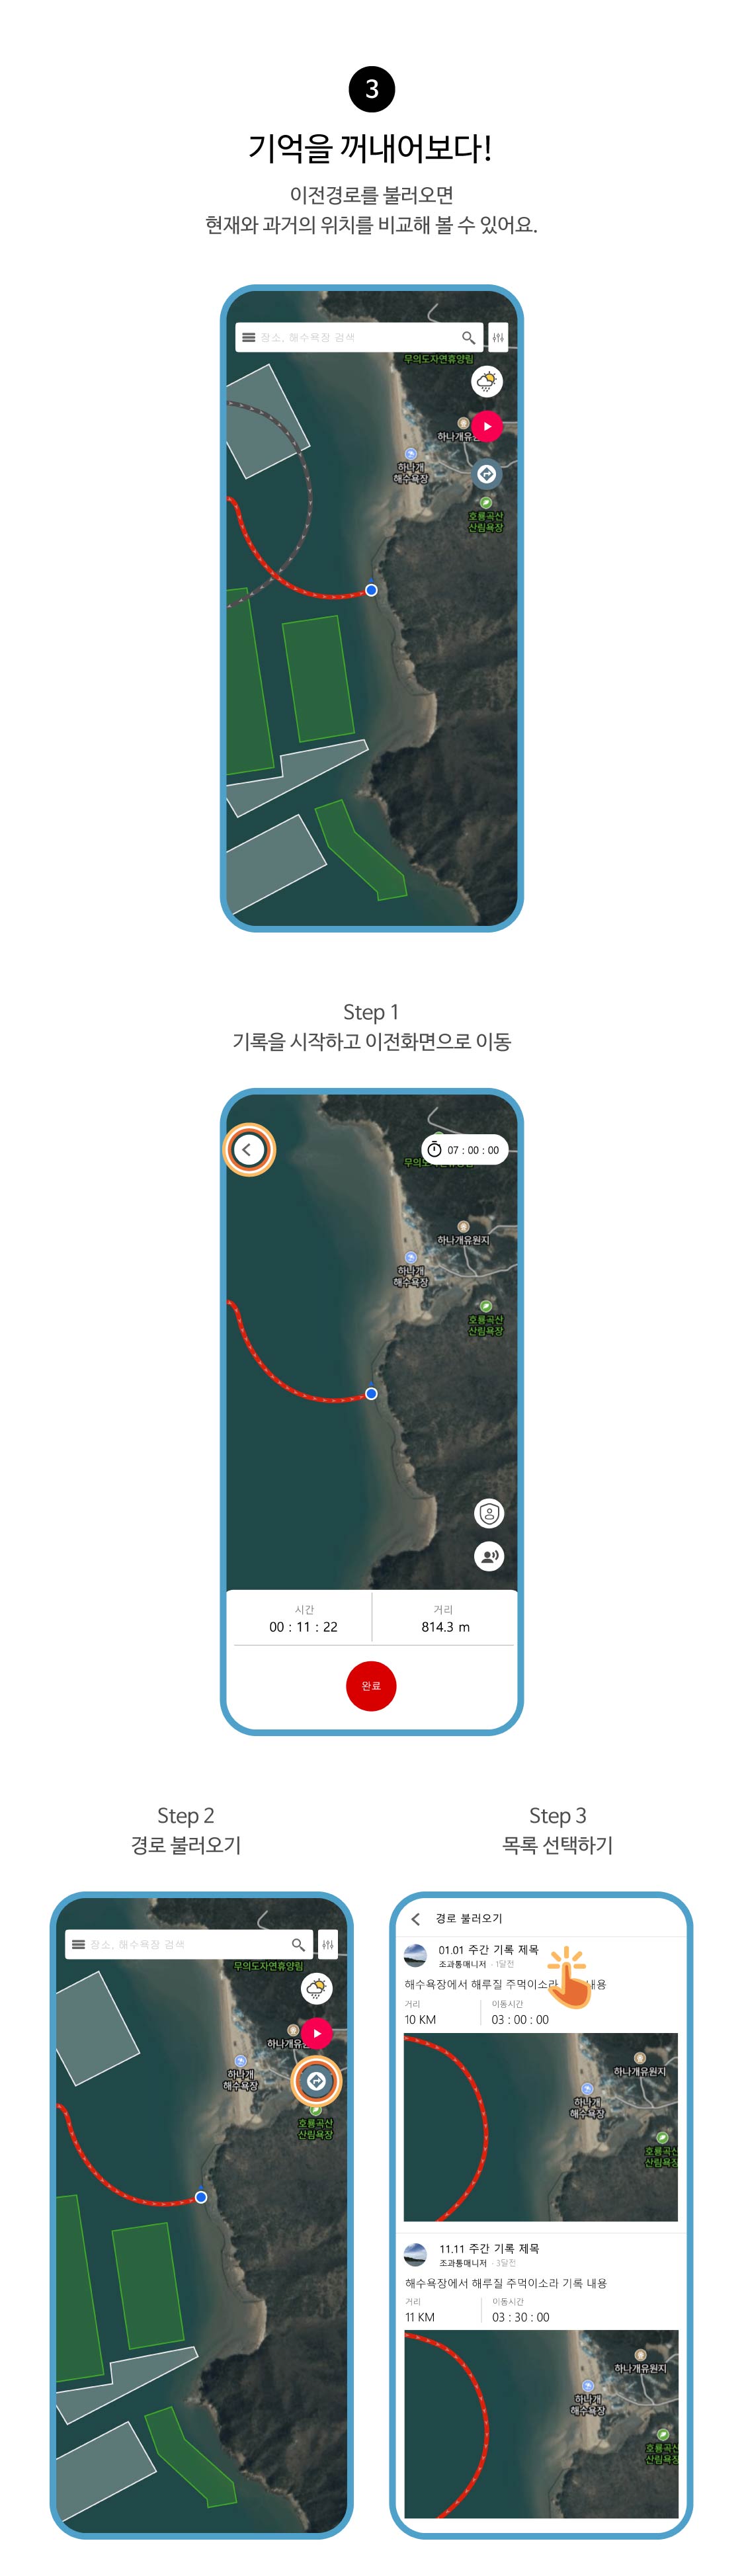 3
기억을 꺼내어보다!
이전경로를 불러오면
현재와 과거의 위치를 비교해 볼 수 있어요.
장소, 해수욕장 검색
무의도자연휴양림
하나개유
하나개
해수욕장
호룡곡산
산림욕장
Step 1
기록을 시작하고 이전화면으로 이동
07 : 00 : 00
무의도자연휴양림
하나개유원지
하나개
해수욕장
호룡곡산
산림욕장
시간
거리
00 : 11 : 22
814.3 m
완료
Step 2
경로 불러오기
장소, 해수욕장 검색
무의도자연휴양림
하나개유
하나개
해수욕장
호룡곡산
산림욕장
Step 3
목록 선택하기
경로 불러오기
01.01 주간 기록 제목
조과통매니저 · 1달전
해수욕장에서 해루질 주먹이소라 내용
거리
이동시간
10 KM
03 : 00 : 00
하나개유원지
하나개
해수욕장
호룡곡산
산림욕장
11.11 주간 기록 제목
조과통매니저 · 3달전
해수욕장에서 해루질 주먹이소라 기록 내용
거리
이동시간
11 KM
03 : 30 : 00
하나개유원지
하나개
해수욕장
호룡곡산
산림욕장